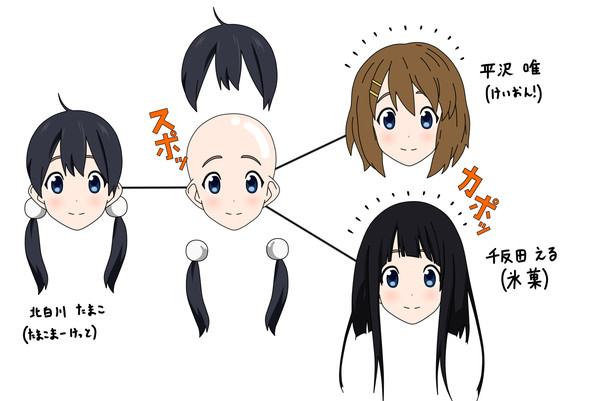 スポッ
平沢 唯
(けいおん!)
カポッ
千反田 える
(氷菓)
北白川 たまこ
(たまこまーけっと)